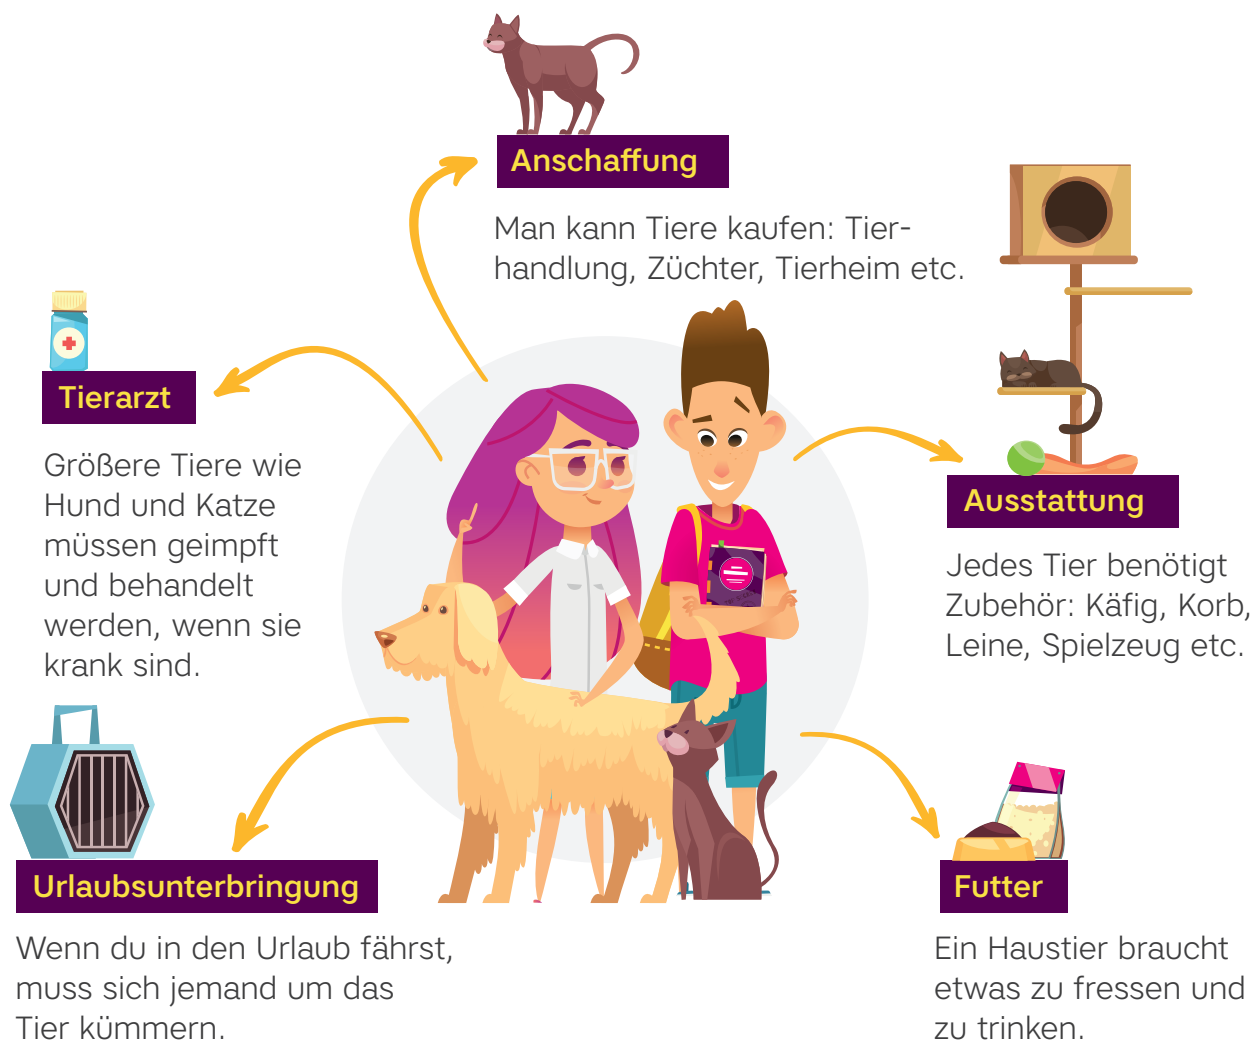 Anschaffung
Man kann Tiere kaufen: Tier-
handlung, Züchter, Tierheim etc.
Tierarzt
Größere Tiere wie
Hund und Katze
müssen geimpft
und behandelt
werden, wenn sie
krank sind.
Ausstattung
Jedes Tier benötigt
Zubehör: Käfig, Korb,
Leine, Spielzeug etc.
Urlaubsunterbringung
Wenn du in den Urlaub fährst,
muss sich jemand um das
Tier kümmern.
Futter
Ein Haustier braucht
etwas zu fressen und
zu trinken.